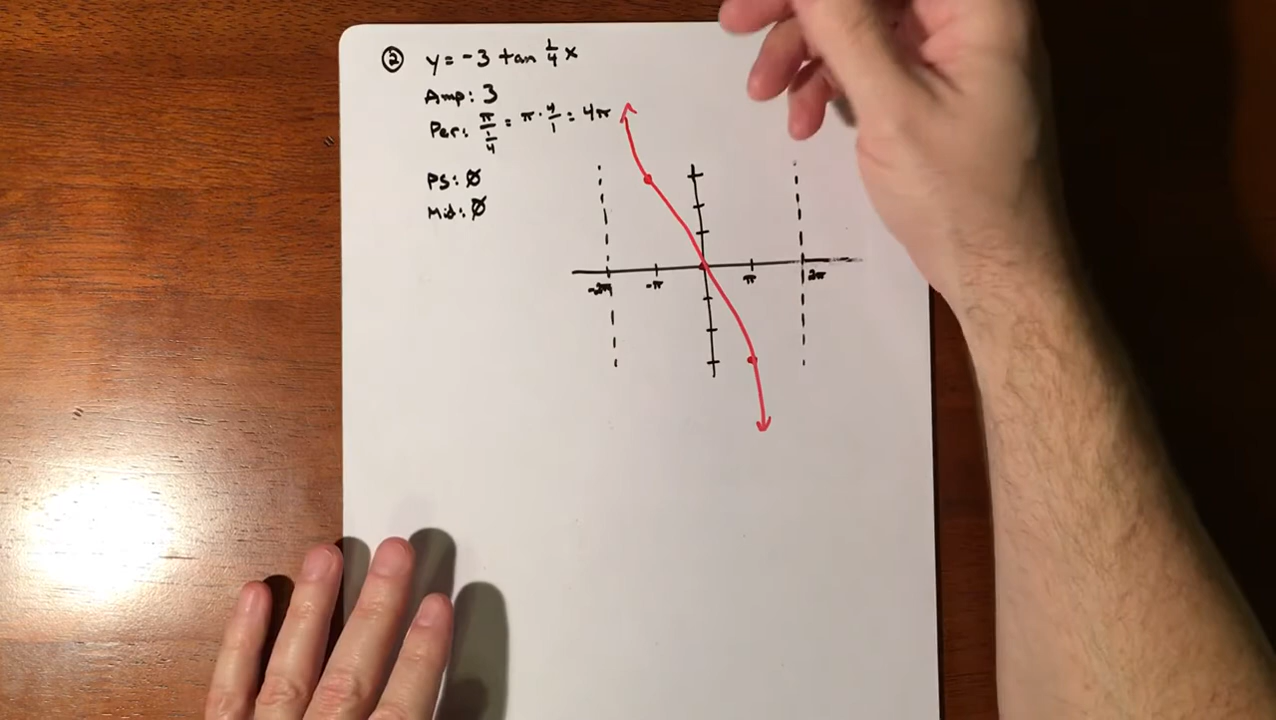 ② y = -3 tan 1/4 x
Amp: 3
Per: π/(1/4) = π · 4/1 = 4π
PS: Ø
Mid: Ø
-2π -π π 2π